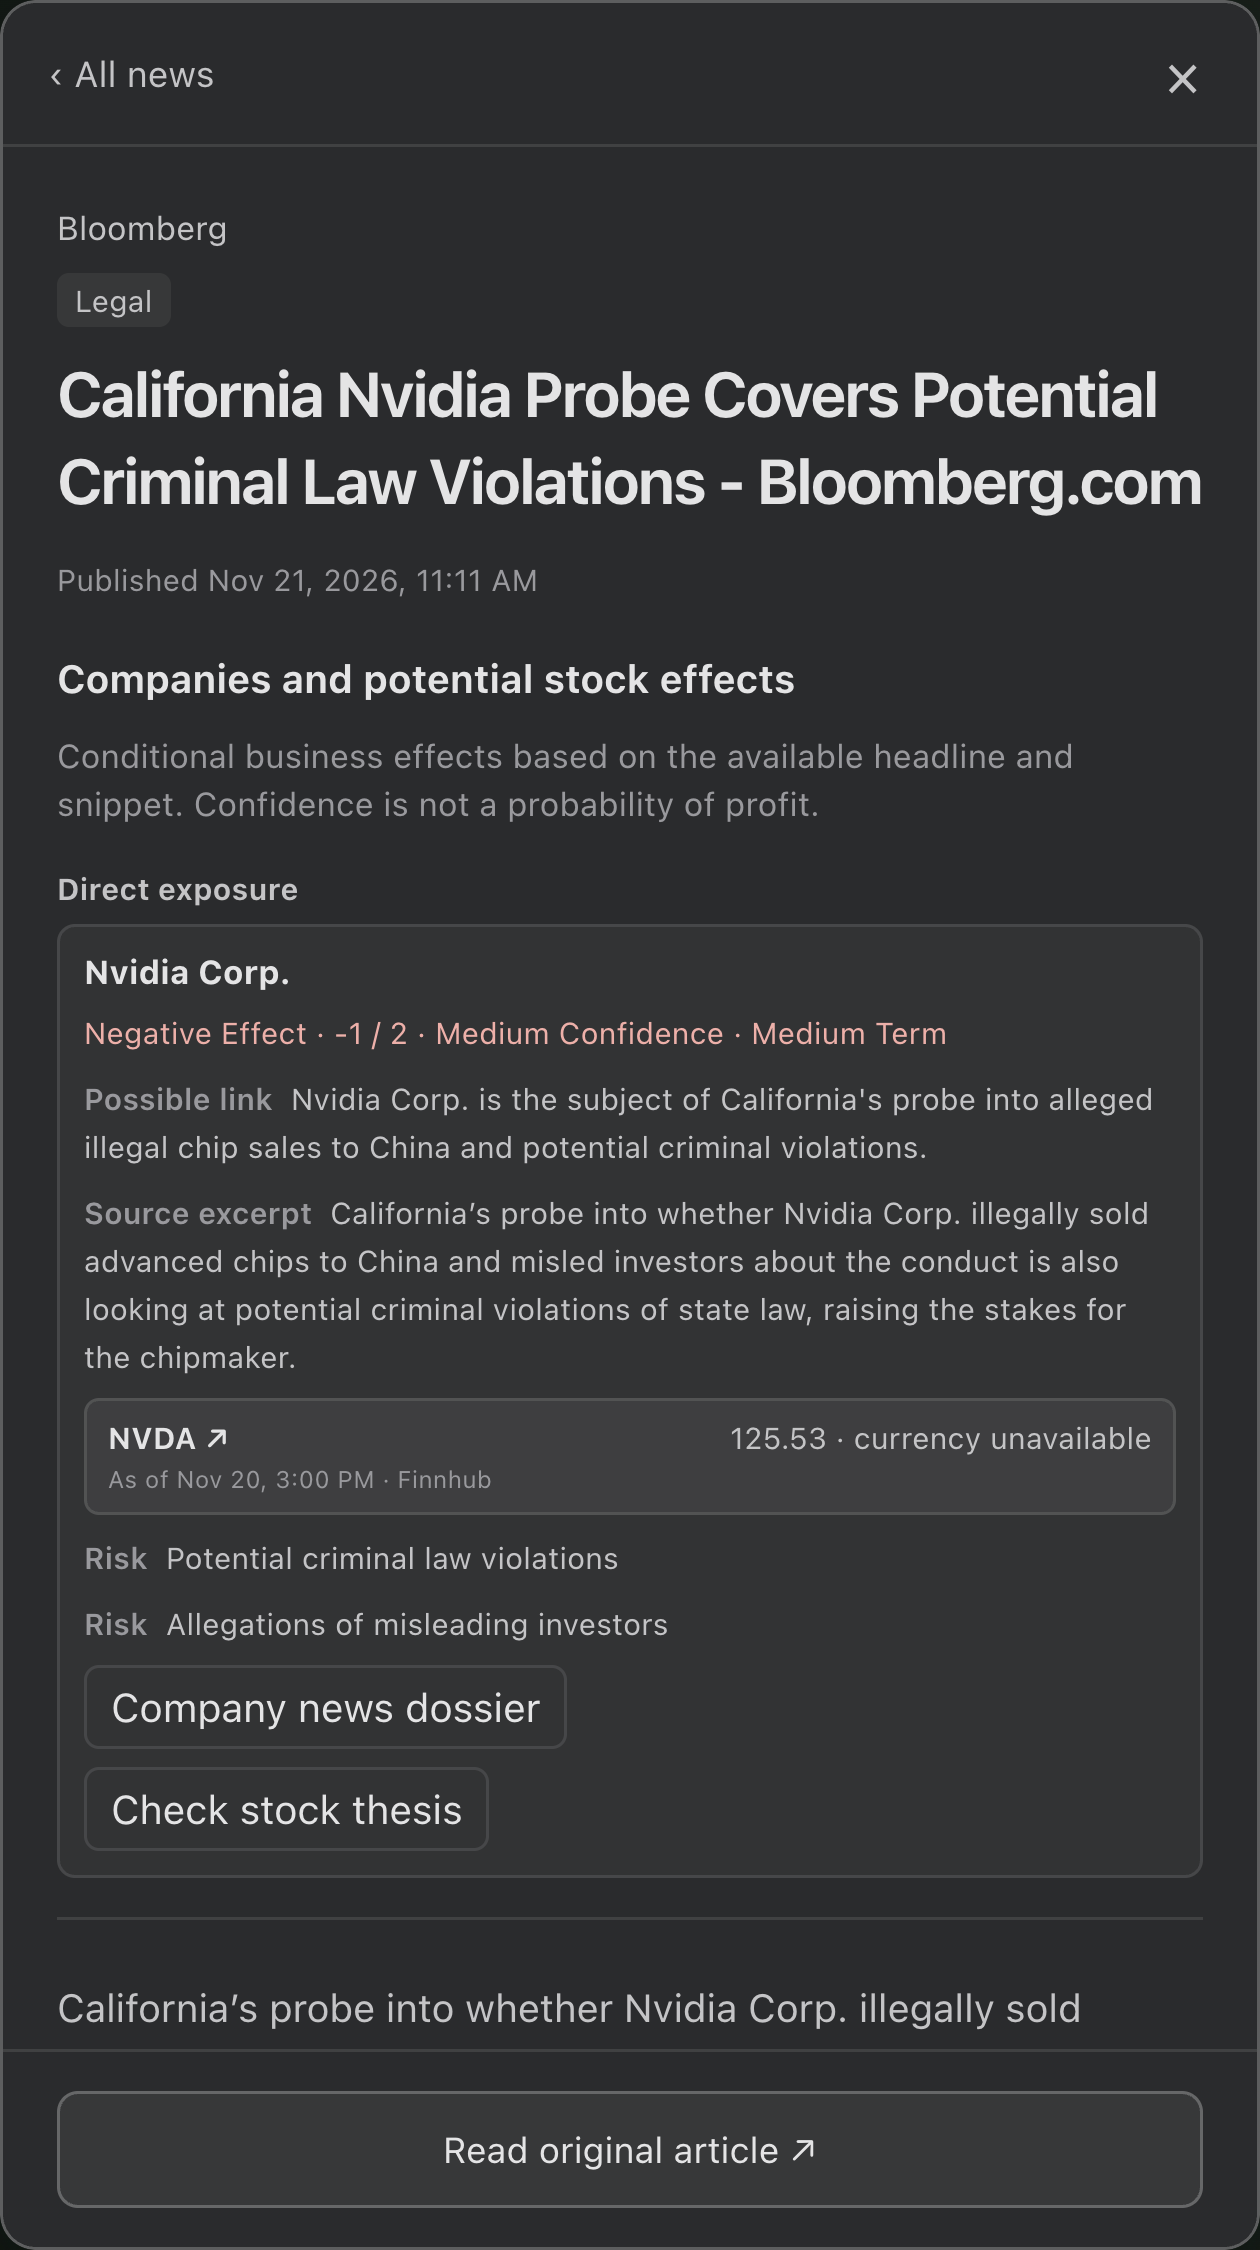 ‹ All news
×
Bloomberg
Legal
California Nvidia Probe Covers Potential
Criminal Law Violations - Bloomberg.com
Published Nov 21, 2026, 11:11 AM
Companies and potential stock effects
Conditional business effects based on the available headline and
snippet. Confidence is not a probability of profit.
Direct exposure
Nvidia Corp.
Negative Effect · -1 / 2 · Medium Confidence · Medium Term
Possible link Nvidia Corp. is the subject of California's probe into alleged
illegal chip sales to China and potential criminal violations.
Source excerpt California’s probe into whether Nvidia Corp. illegally sold
advanced chips to China and misled investors about the conduct is also
looking at potential criminal violations of state law, raising the stakes for
the chipmaker.
NVDA ↗ 125.53 · currency unavailable
As of Nov 20, 3:00 PM · Finnhub
Risk Potential criminal law violations
Risk Allegations of misleading investors
Company news dossier
Check stock thesis
California’s probe into whether Nvidia Corp. illegally sold
Read original article ↗